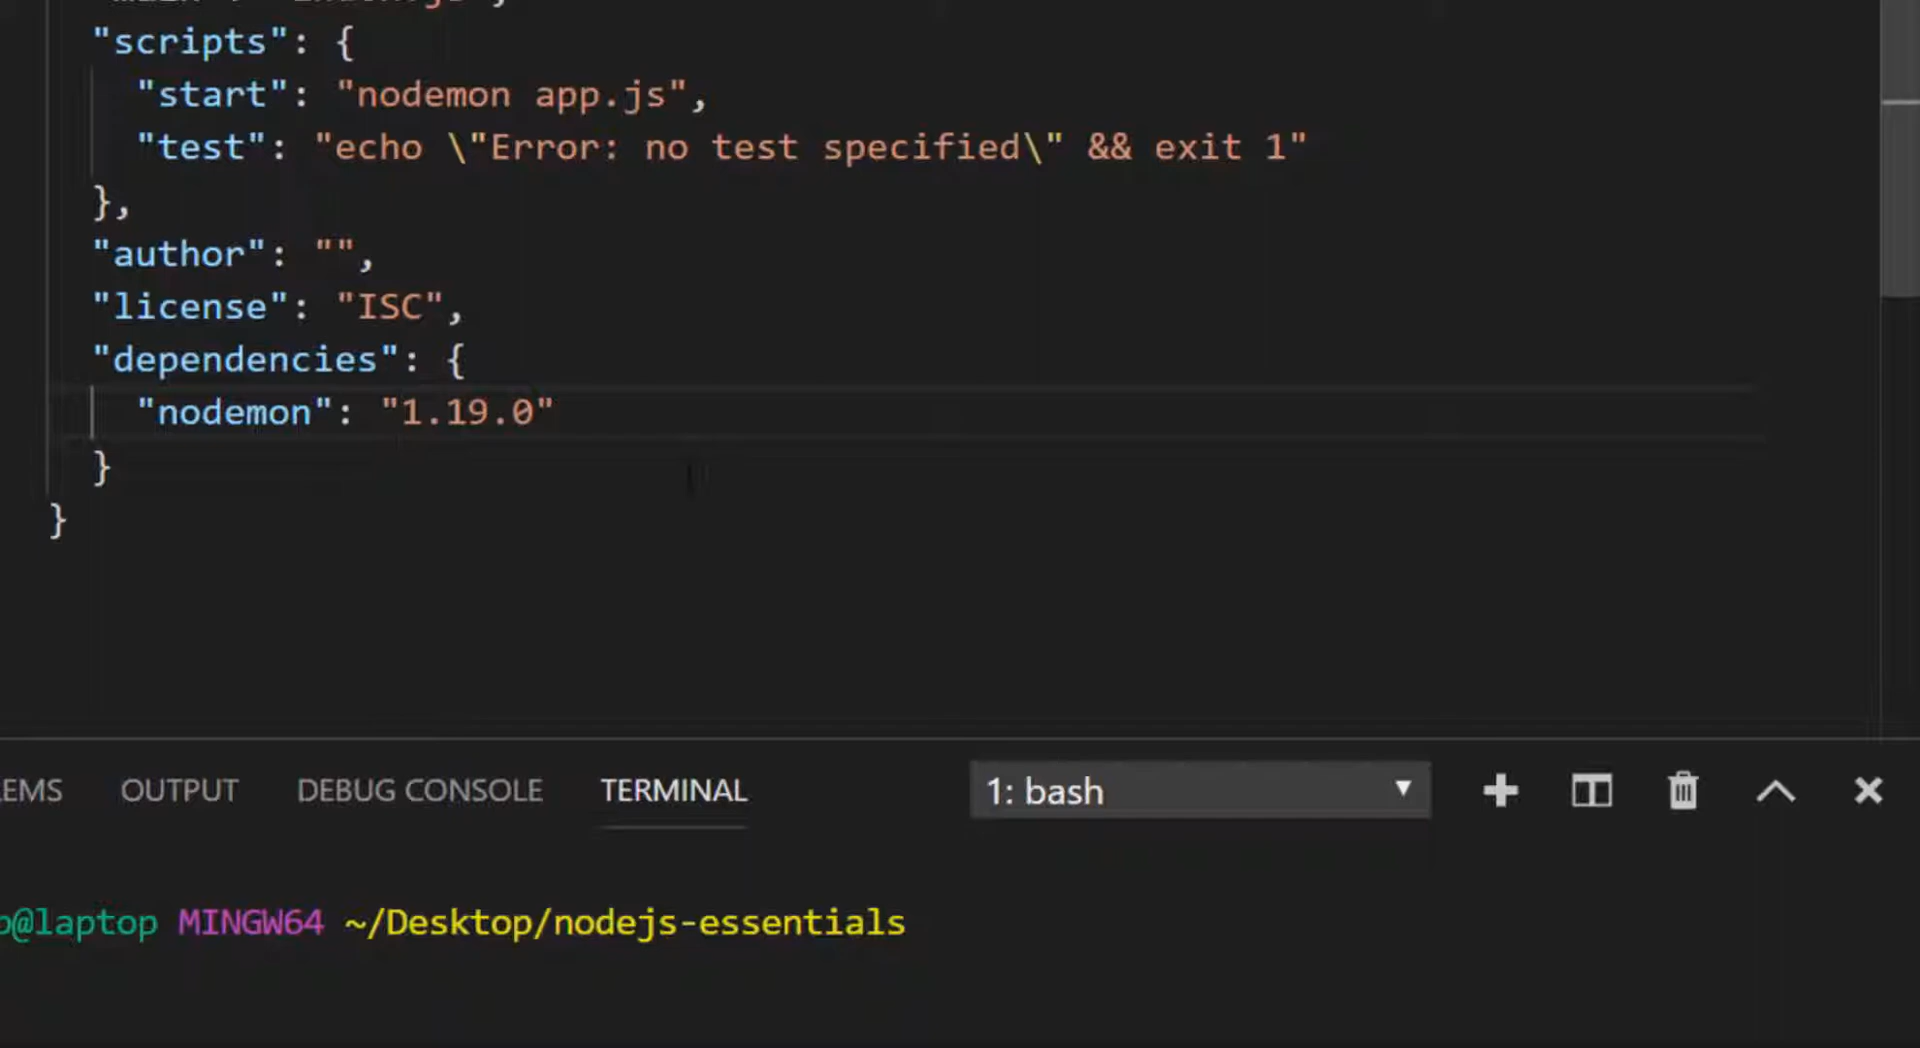 "scripts": {
"start": "nodemon app.js",
"test": "echo \"Error: no test specified\" && exit 1"
},
"author": "",
"license": "ISC",
"dependencies": {
"nodemon": "1.19.0"
}
}
OUTPUT DEBUG CONSOLE TERMINAL 1: bash
@laptop MINGW64 ~/Desktop/nodejs-essentials